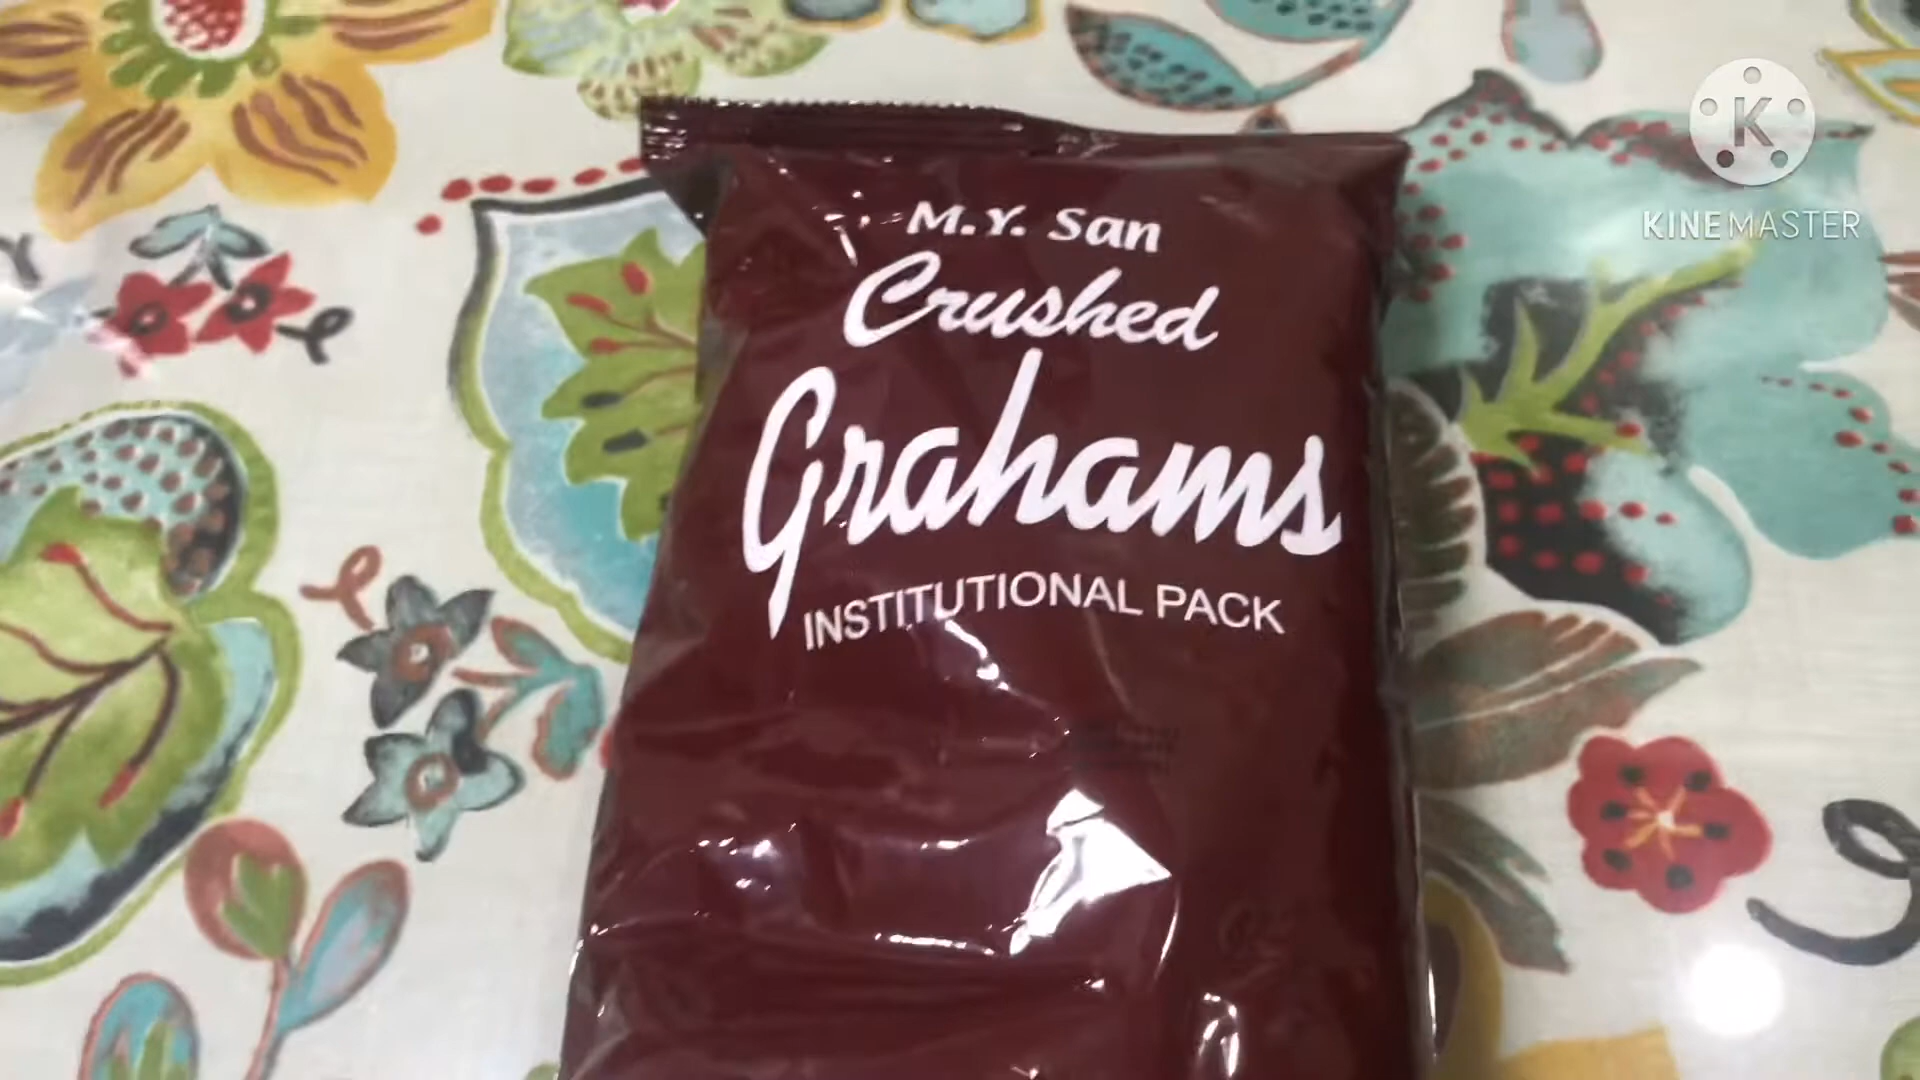 M.Y. San
Crushed
Grahams
INSTITUTIONAL PACK
K
KINEMASTER